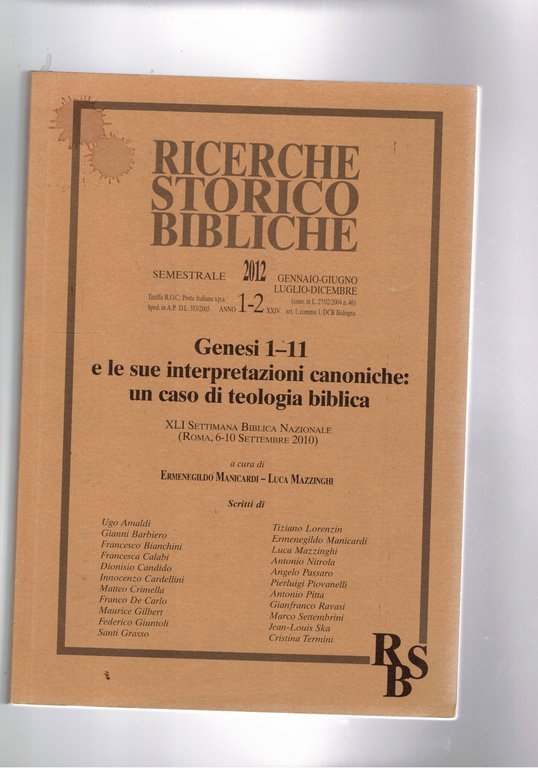 RICERCHE
STORICO
BIBLICHE
SEMESTRALE 2012 GENNAIO-GIUGNO
LUGLIO-DICEMBRE
Tariffa R.O.C.: Poste Italiane s.p.a. (conv. in L. 27/02/2004 n. 46)
Sped. in A.P. D.L. 353/2003 ANNO 1-2 XXIV art. 1, comma 1, DCB Bologna
Genesi 1–11
e le sue interpretazioni canoniche:
un caso di teologia biblica
XLI SETTIMANA BIBLICA NAZIONALE
(ROMA, 6-10 SETTEMBRE 2010)
a cura di
ERMENEGILDO MANICARDI – LUCA MAZZINGHI
Scritti di
Ugo Amaldi
Gianni Barbiero
Francesco Bianchini
Francesca Calabi
Dionisio Candido
Innocenzo Cardellini
Matteo Crimella
Franco De Carlo
Maurice Gilbert
Federico Giuntoli
Santi Grasso
Tiziano Lorenzin
Ermenegildo Manicardi
Luca Mazzinghi
Antonio Nitrola
Angelo Passaro
Pierluigi Piovanelli
Antonio Pitta
Gianfranco Ravasi
Marco Settembrini
Jean-Louis Ska
Cristina Termini
RSB